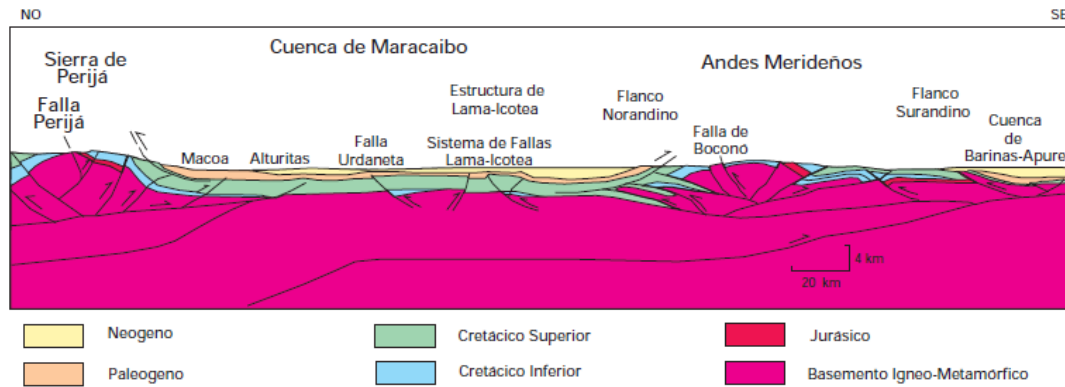 NO
SE
Cuenca de Maracaibo
Sierra de
Perijá
Falla
Perijá
Andes Merideños
Estructura de
Lama-Icotea
Flanco
Norandino
Flanco
Surandino
Macoa
Alturitas
Falla
Urdaneta
Sistema de Fallas
Lama-Icotea
Falla de
Boconó
Cuenca
de
Barinas-Apure
4 km
20 km
Neogeno
Cretácico Superior
Jurásico
Paleogeno
Cretácico Inferior
Basamento Igneo-Metamórfico